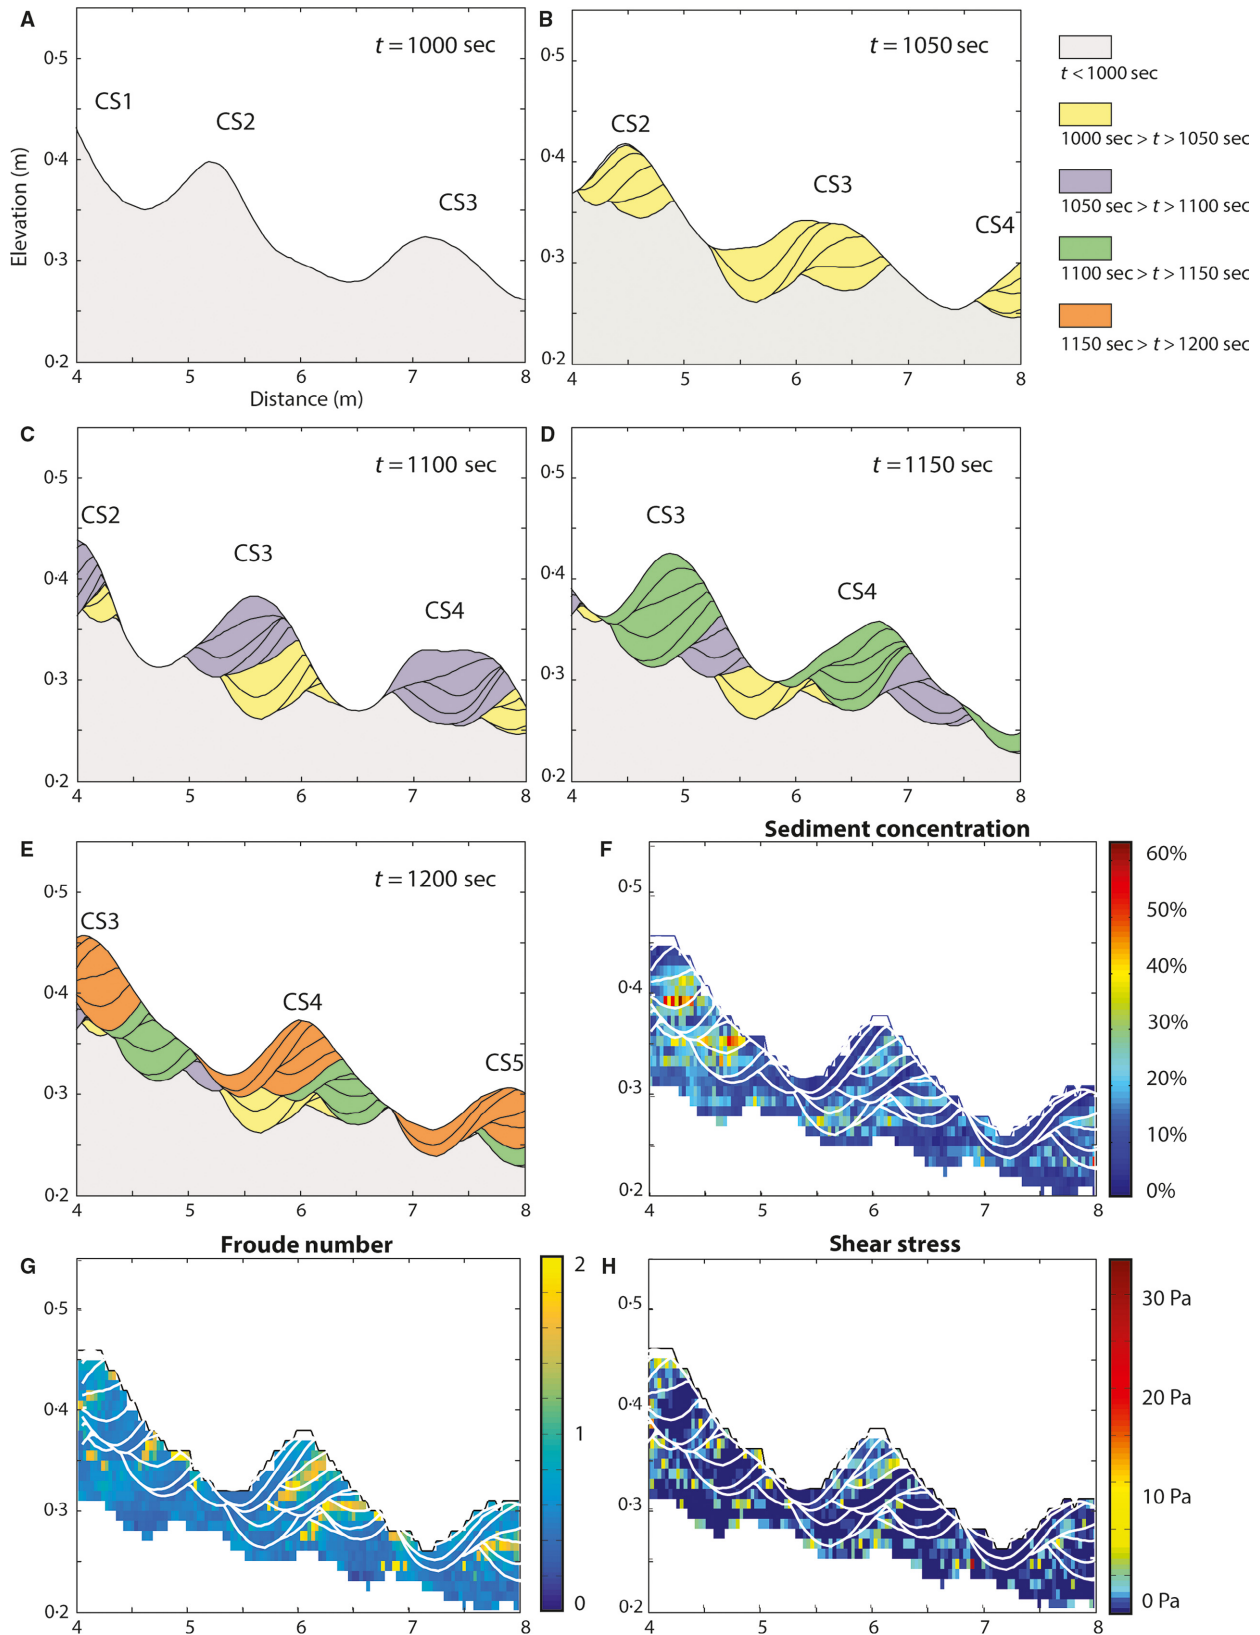 A
t = 1000 sec
0·5
CS1
CS2
0·4
CS3
Elevation (m)
0·3
0·2
4 5 6 7 8
Distance (m)
B
t = 1050 sec
0·5
CS2
0·4
CS3
CS4
0·3
0·2
4 5 6 7 8
t < 1000 sec
1000 sec > t > 1050 sec
1050 sec > t > 1100 sec
1100 sec > t > 1150 sec
1150 sec > t > 1200 sec
C
t = 1100 sec
0·5
CS2
CS3
0·4
CS4
0·3
0·2
4 5 6 7 8
D
t = 1150 sec
0·5
CS3
0·4
CS4
0·3
0·2
4 5 6 7 8
E
t = 1200 sec
0·5
CS3
0·4
CS4
CS5
0·3
0·2
4 5 6 7 8
Sediment concentration
F
0·5
0·4
0·3
0·2
4 5 6 7 8
60%
50%
40%
30%
20%
10%
0%
Froude number
G
0·5
0·4
0·3
0·2
4 5 6 7 8
2
1
0
Shear stress
H
0·5
0·4
0·3
0·2
4 5 6 7 8
30 Pa
20 Pa
10 Pa
0 Pa